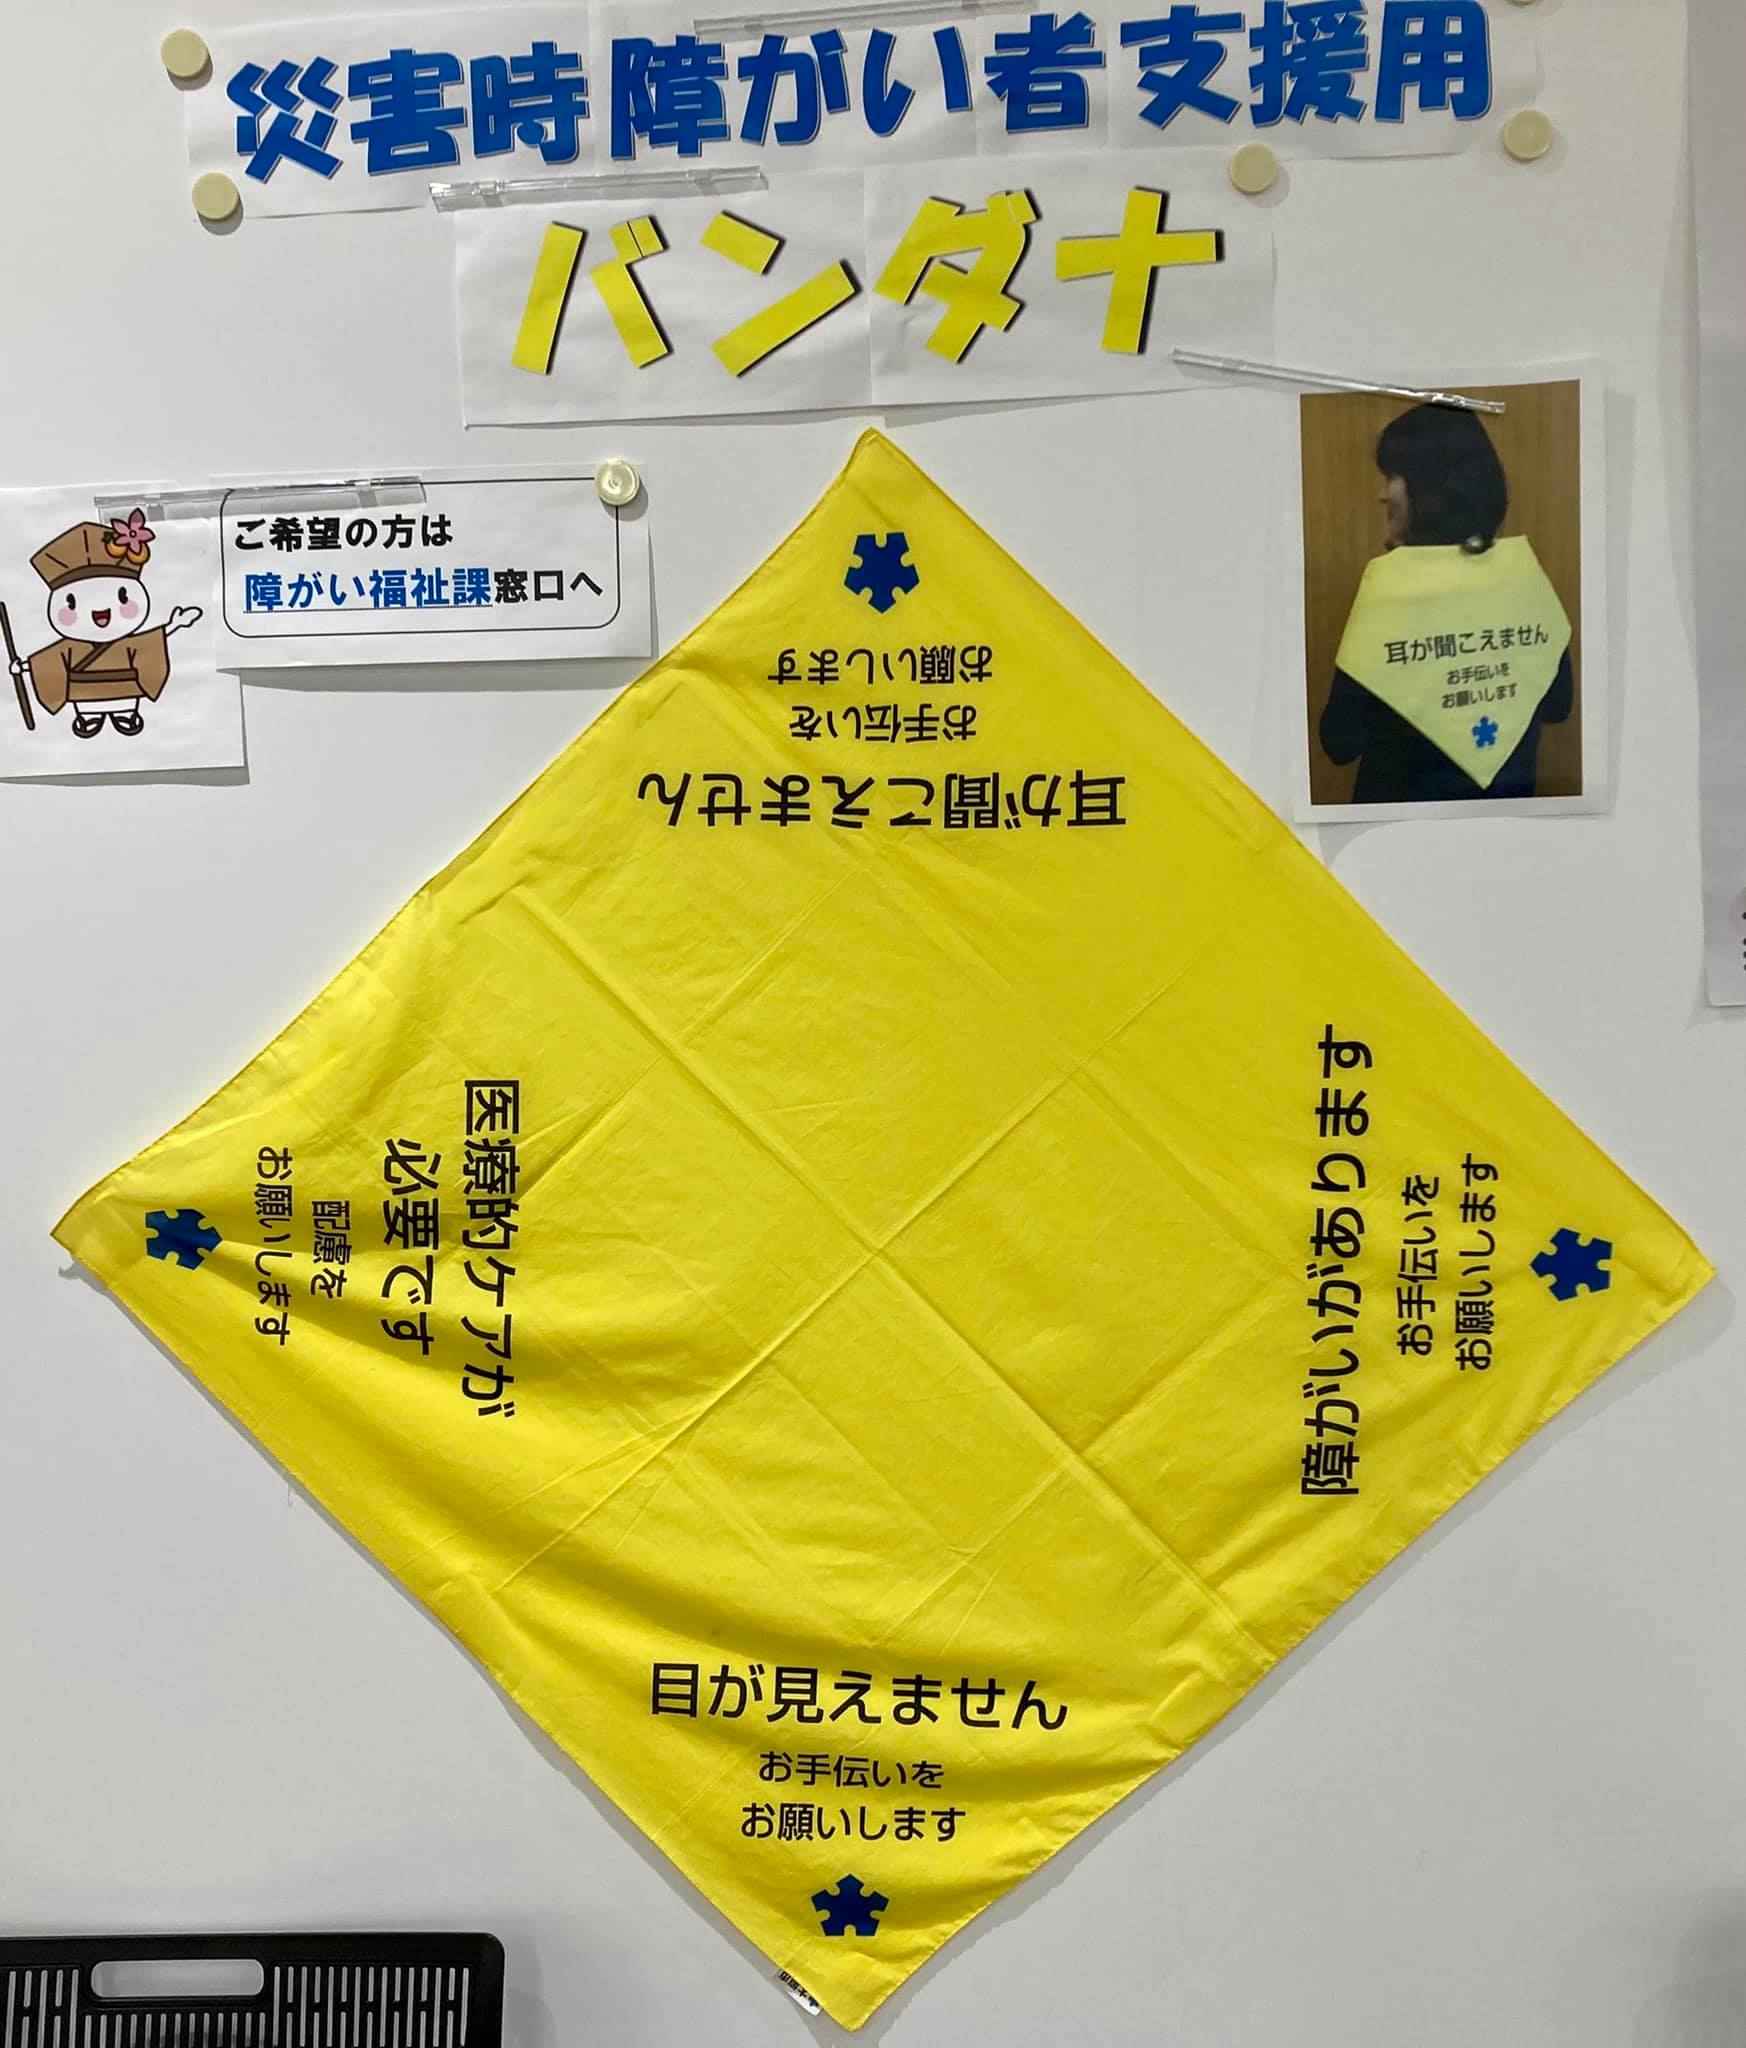 災害時障がい者支援用
バンダナ
ご希望の方は
障がい福祉課窓口へ
耳が聞こえません
お手伝いを
お願いします
耳が聞こえません
お手伝いを
お願いします
医療的ケアが
必要です
配慮を
お願いします
障がいがあります
お手伝いを
お願いします
目が見えません
お手伝いを
お願いします